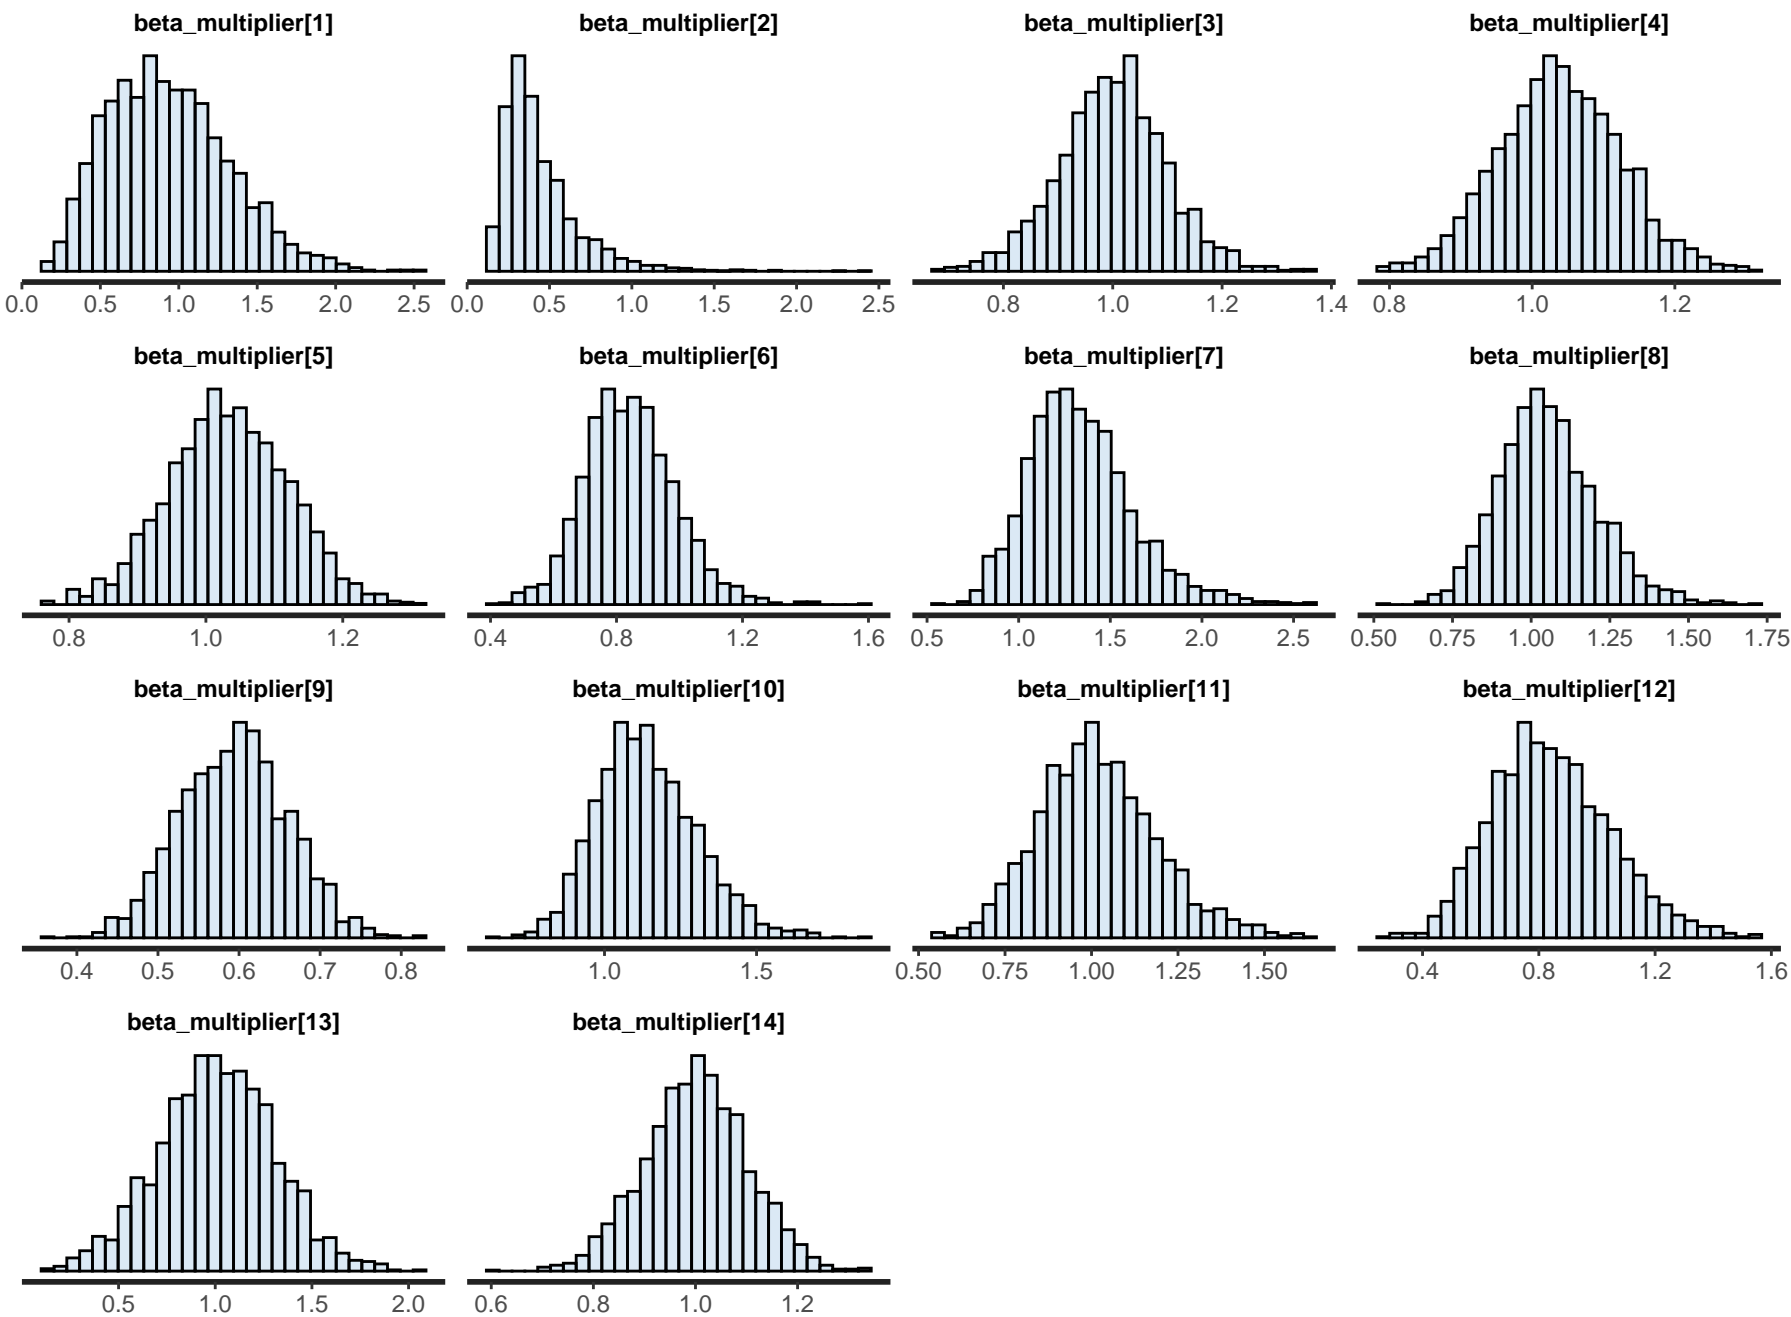 beta_multiplier[1] beta_multiplier[2] beta_multiplier[3] beta_multiplier[4]
0.0 0.5 1.0 1.5 2.0 2.5 0.0 0.5 1.0 1.5 2.0 2.5 0.8 1.0 1.2 1.4 0.8 1.0 1.2
beta_multiplier[5] beta_multiplier[6] beta_multiplier[7] beta_multiplier[8]
0.8 1.0 1.2 0.4 0.8 1.2 1.6 0.5 1.0 1.5 2.0 2.5 0.50 0.75 1.00 1.25 1.50 1.75
beta_multiplier[9] beta_multiplier[10] beta_multiplier[11] beta_multiplier[12]
0.4 0.5 0.6 0.7 0.8 1.0 1.5 0.50 0.75 1.00 1.25 1.50 0.4 0.8 1.2 1.6
beta_multiplier[13] beta_multiplier[14]
0.5 1.0 1.5 2.0 0.6 0.8 1.0 1.2